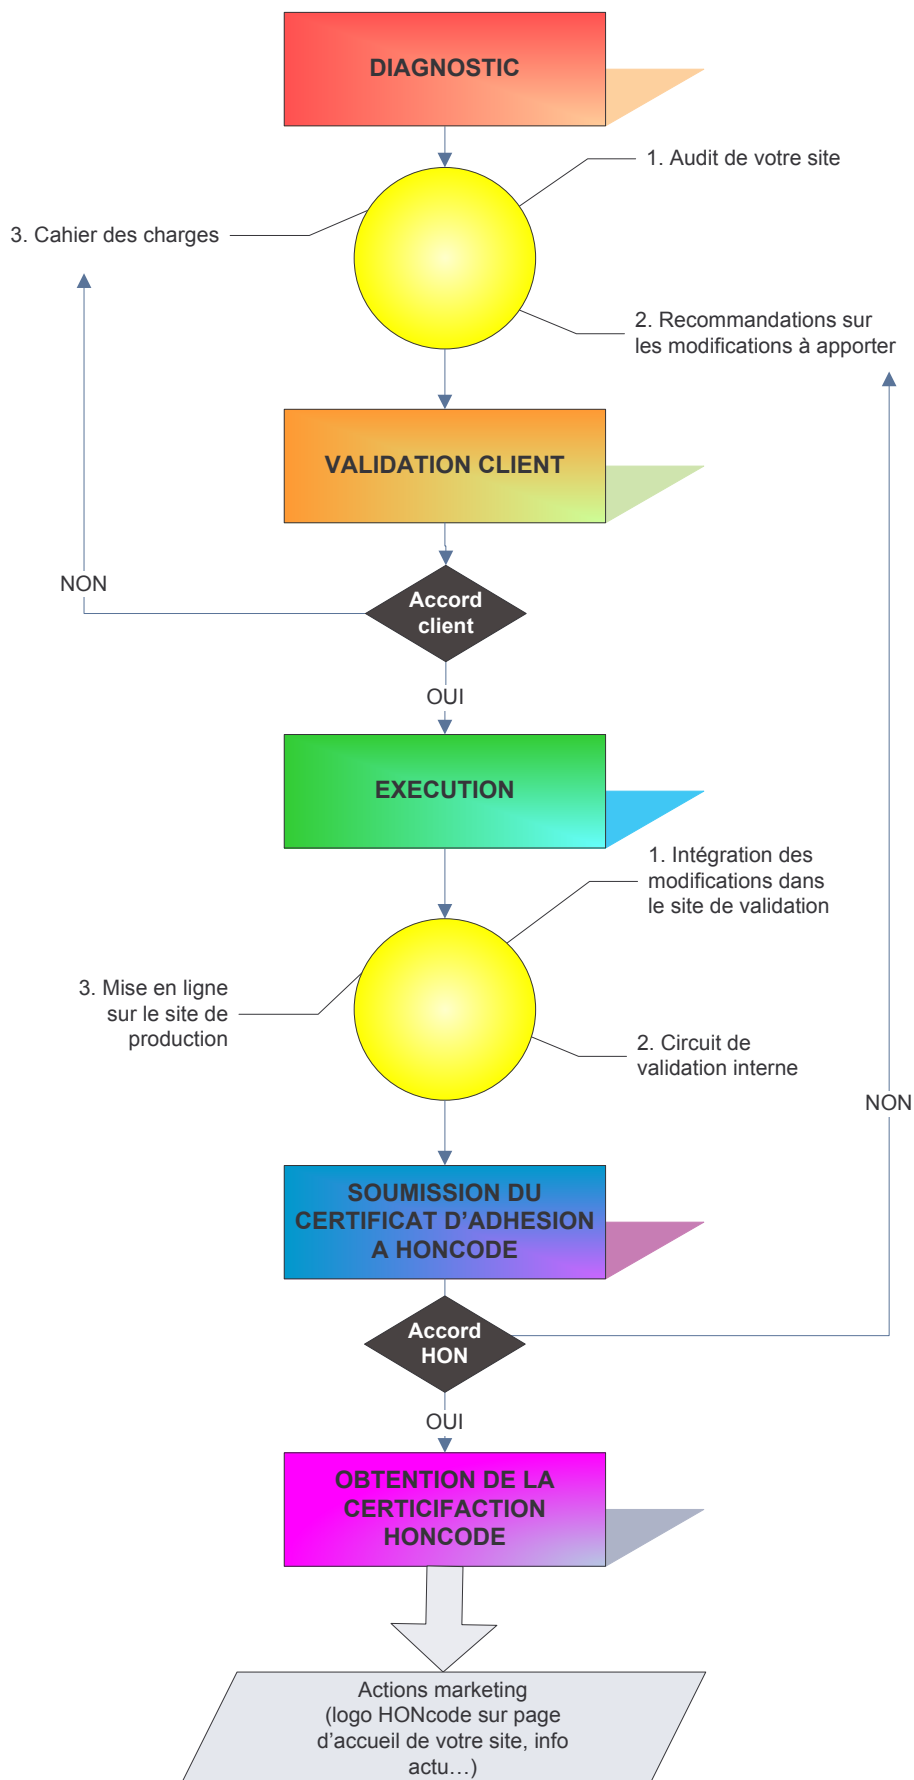 DIAGNOSTIC
1. Audit de votre site
3. Cahier des charges
2. Recommandations sur
les modifications à apporter
VALIDATION CLIENT
NON
Accord
client
OUI
EXECUTION
1. Intégration des
modifications dans
le site de validation
3. Mise en ligne
sur le site de
production
2. Circuit de
validation interne
NON
SOUMISSION DU
CERTIFICAT D’ADHESION
A HONCODE
Accord
HON
OUI
OBTENTION DE LA
CERTICIFACTION
HONCODE
Actions marketing
(logo HONcode sur page
d’accueil de votre site, info
actu…)